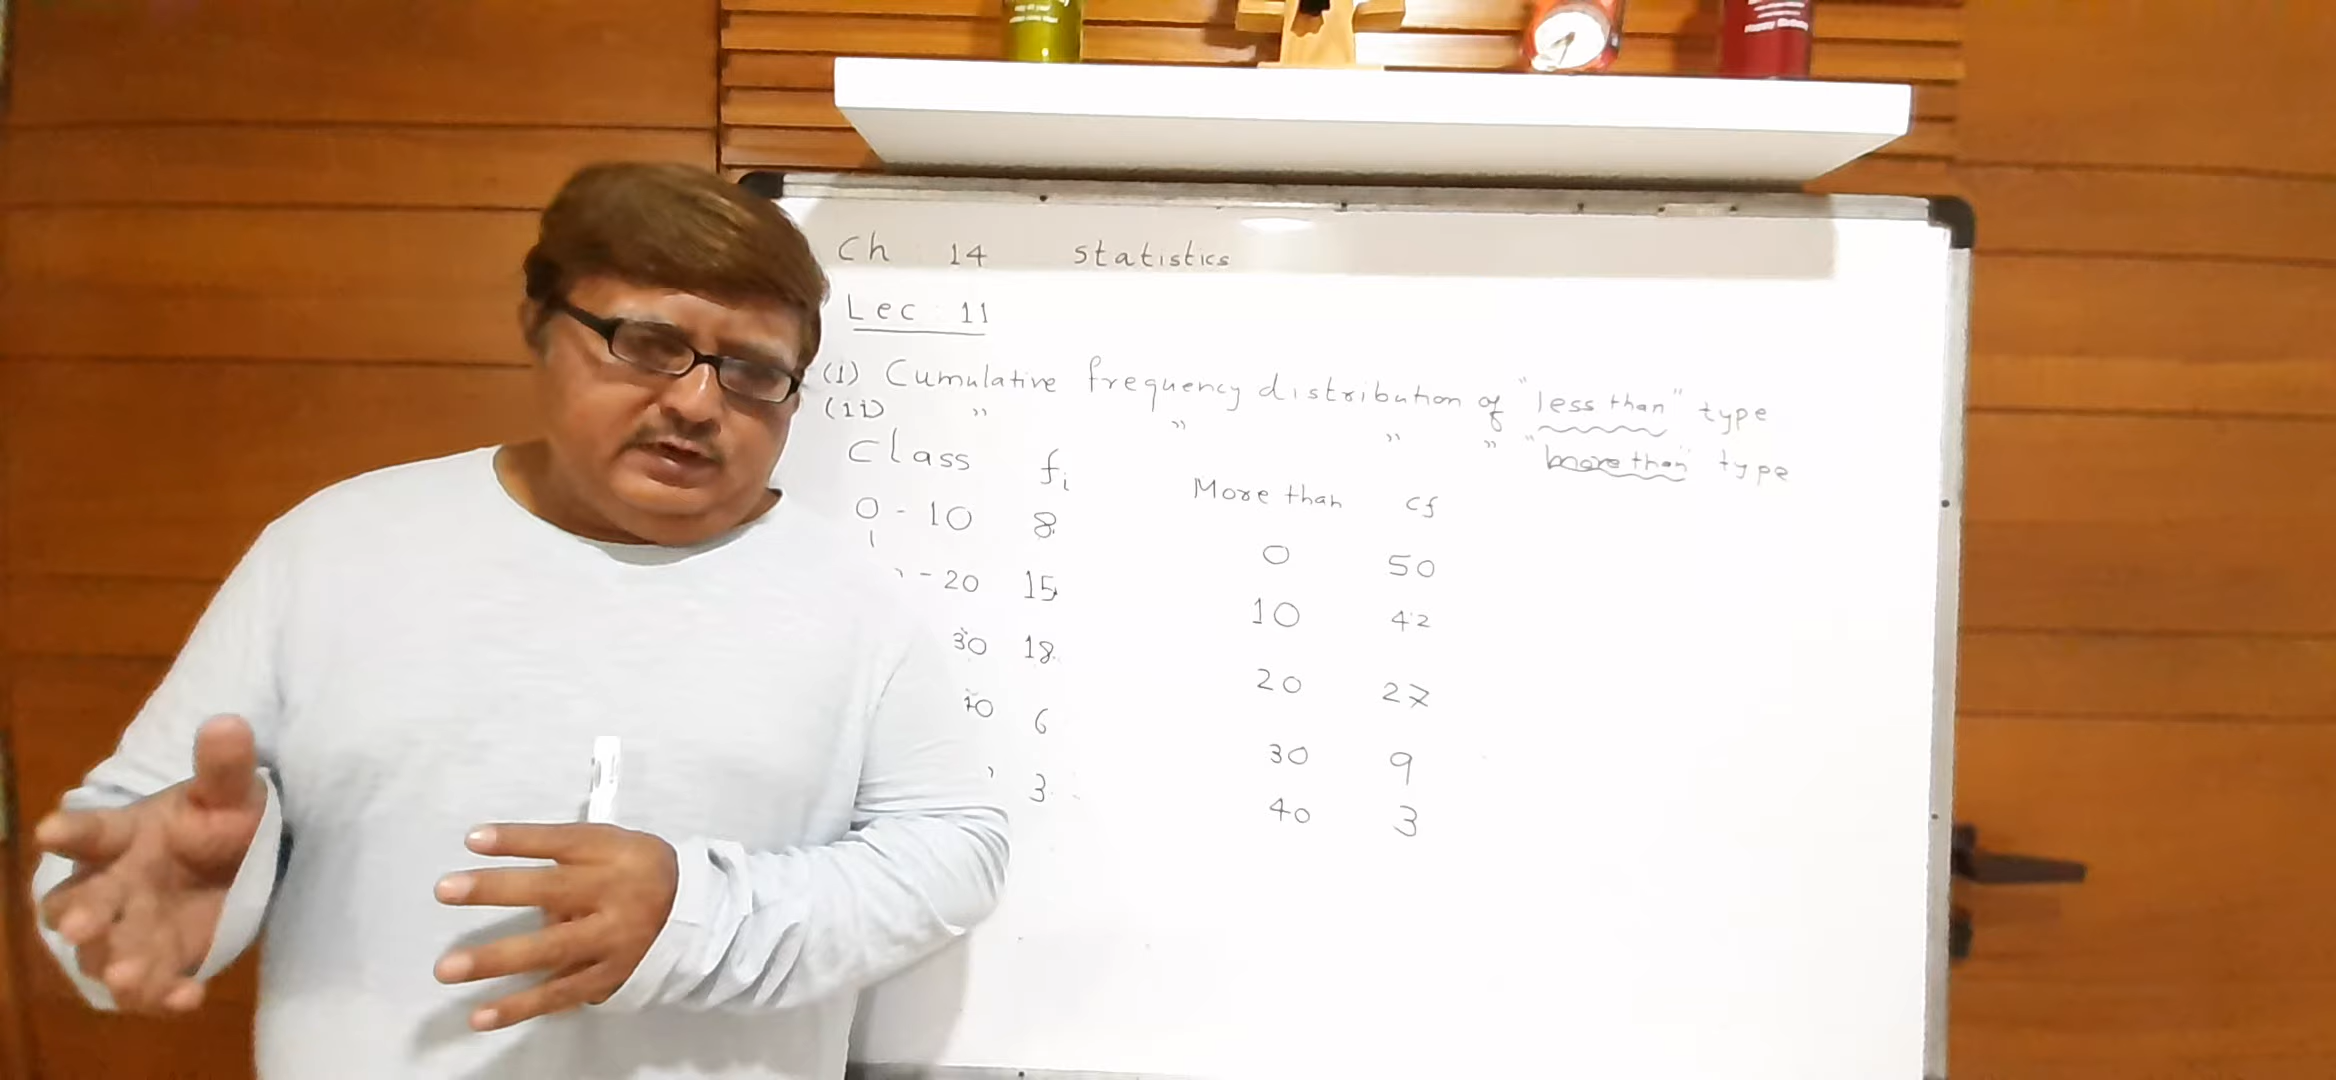 Ch 14 Statistics
Lec : 11
(i) Cumulative frequency distribution of "less than" type
(ii) " " " " "more than" type
Class fi More than cf
0 - 10 8 0 50
- 20 15 10 42
30 18 20 27
40 6 30 9
3 40 3